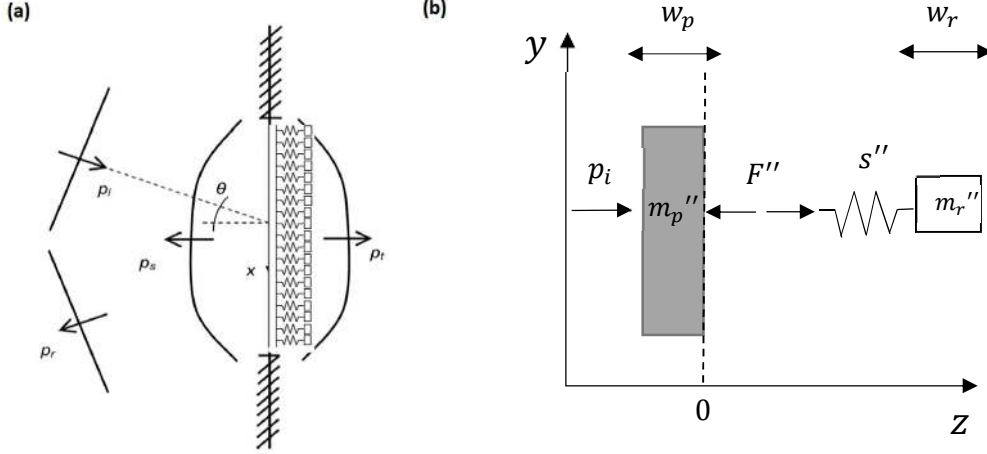 (a)
p_i
θ
p_s
x
p_t
p_r
(b)
w_p
w_r
y
p_i
F''
s''
m_p''
m_r''
0
z